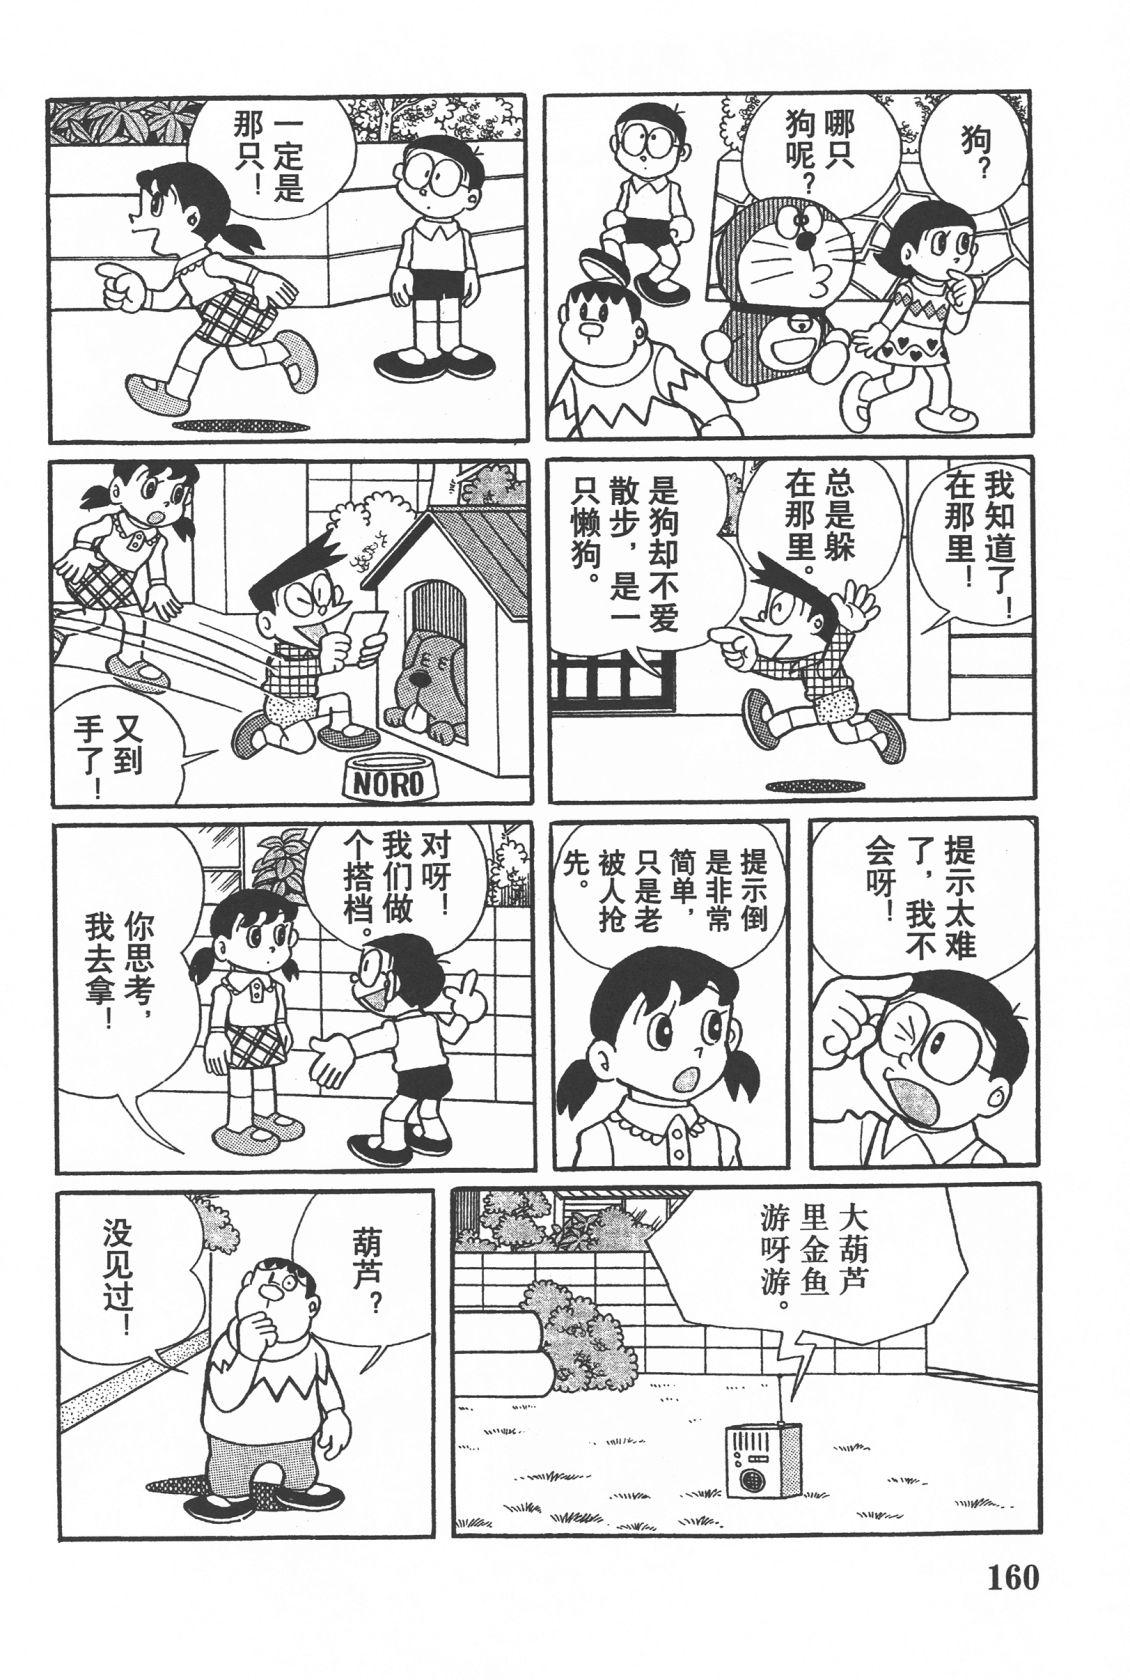 狗?
哪只
狗呢?
一定是
那只!
我知道了!
在那里!
总是躲
在那里。
是狗却不爱
散步,是一
只懒狗。
又到
手了!
NORO
提示太难
了,我不
会呀!
提示倒
是非常
简单,
只是老
被人抢
先。
对呀!
我们做
个搭档。
你思考,
我去拿!
大葫芦
里金鱼
游呀游。
葫芦?
没见过!
160